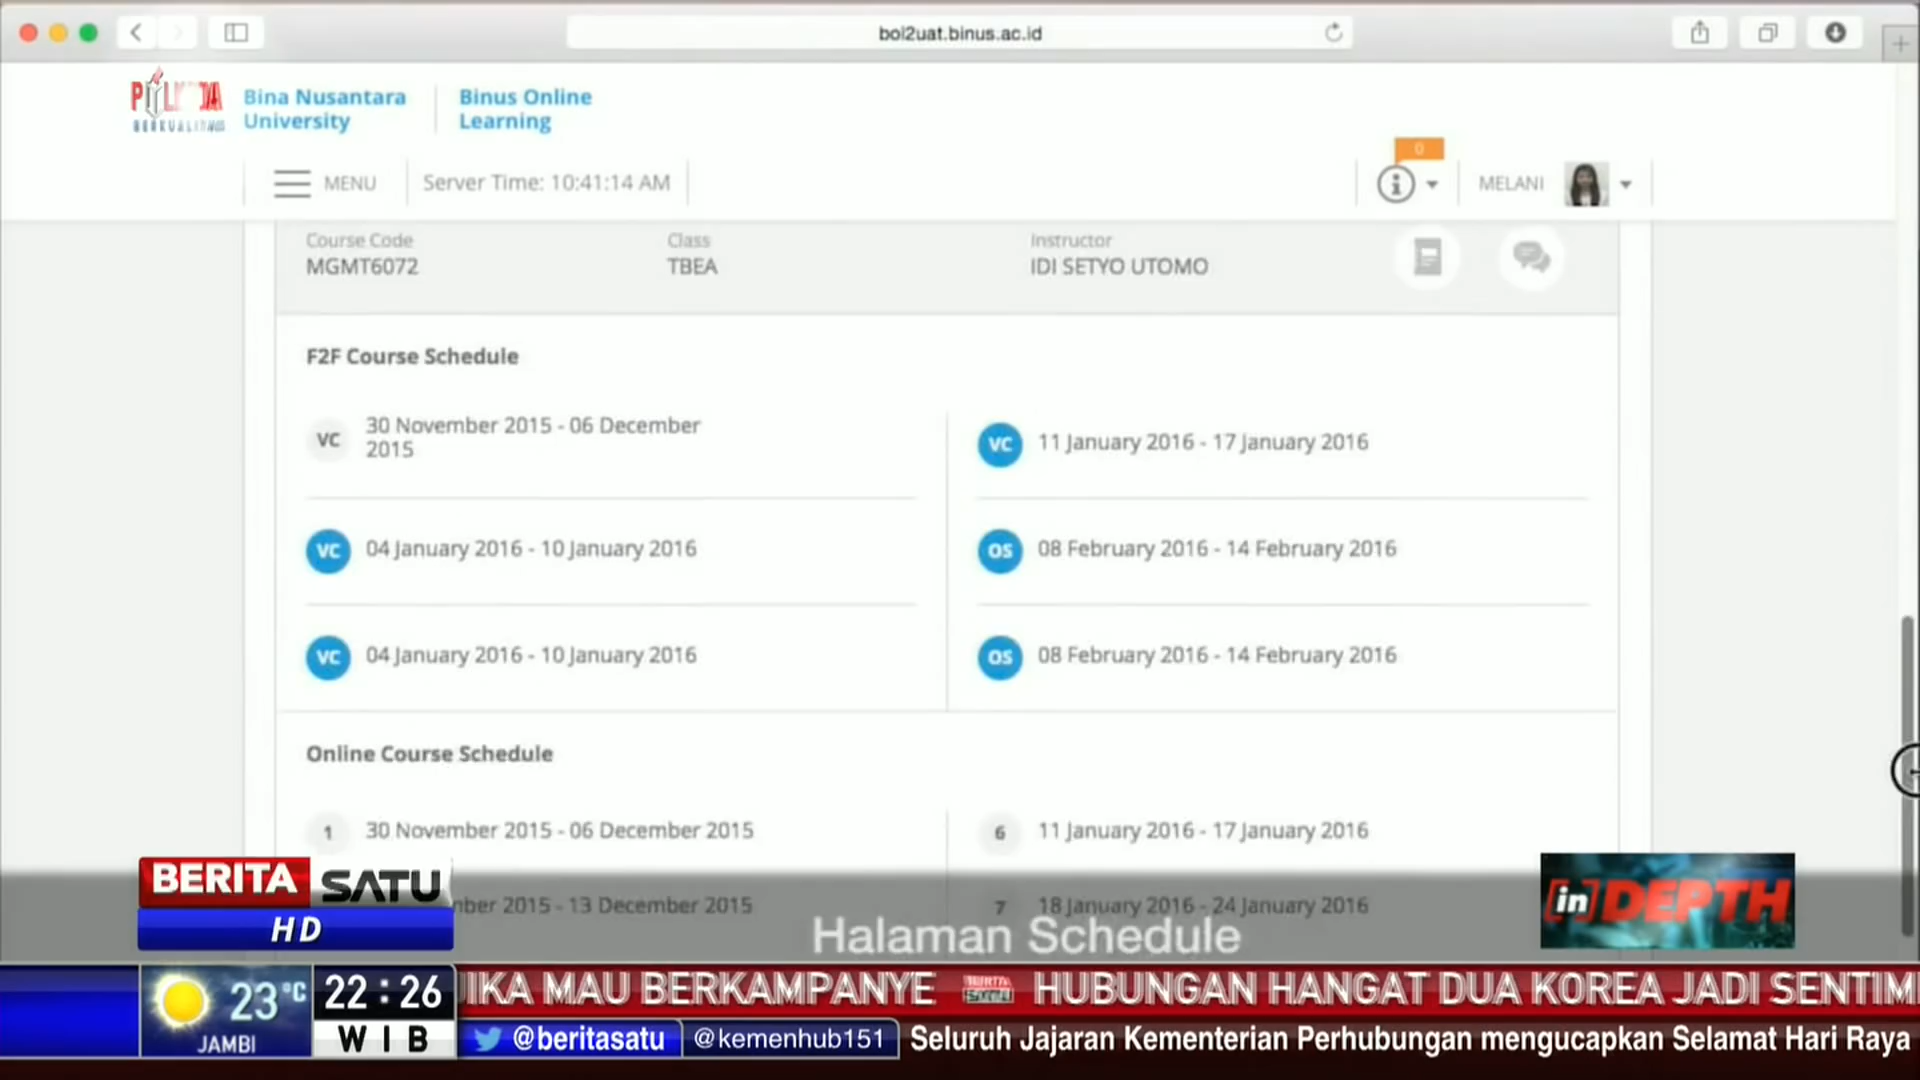 bol2uat.binus.ac.id
PILKADA
Bina Nusantara
University
Binus Online
Learning
0
MENU
Server Time: 10:41:14 AM
MELANI
Course Code
MGMT6072
Class
TBEA
Instructor
IDI SETYO UTOMO
F2F Course Schedule
VC 30 November 2015 - 06 December
2015
VC 11 January 2016 - 17 January 2016
VC 04 January 2016 - 10 January 2016
OS 08 February 2016 - 14 February 2016
VC 04 January 2016 - 10 January 2016
OS 08 February 2016 - 14 February 2016
Online Course Schedule
1 30 November 2015 - 06 December 2015
6 11 January 2016 - 17 January 2016
2015 - 13 December 2015
7 18 January 2016 - 24 January 2016
BERITA SATU
HD
Halaman Schedule
[in] DEPTH
23°C
JAMBI
22:26
WIB
JIKA MAU BERKAMPANYE BERITA SATU HUBUNGAN HANGAT DUA KOREA JADI SENTIM
@beritasatu @kemenhub151 Seluruh Jajaran Kementerian Perhubungan mengucapkan Selamat Hari Raya